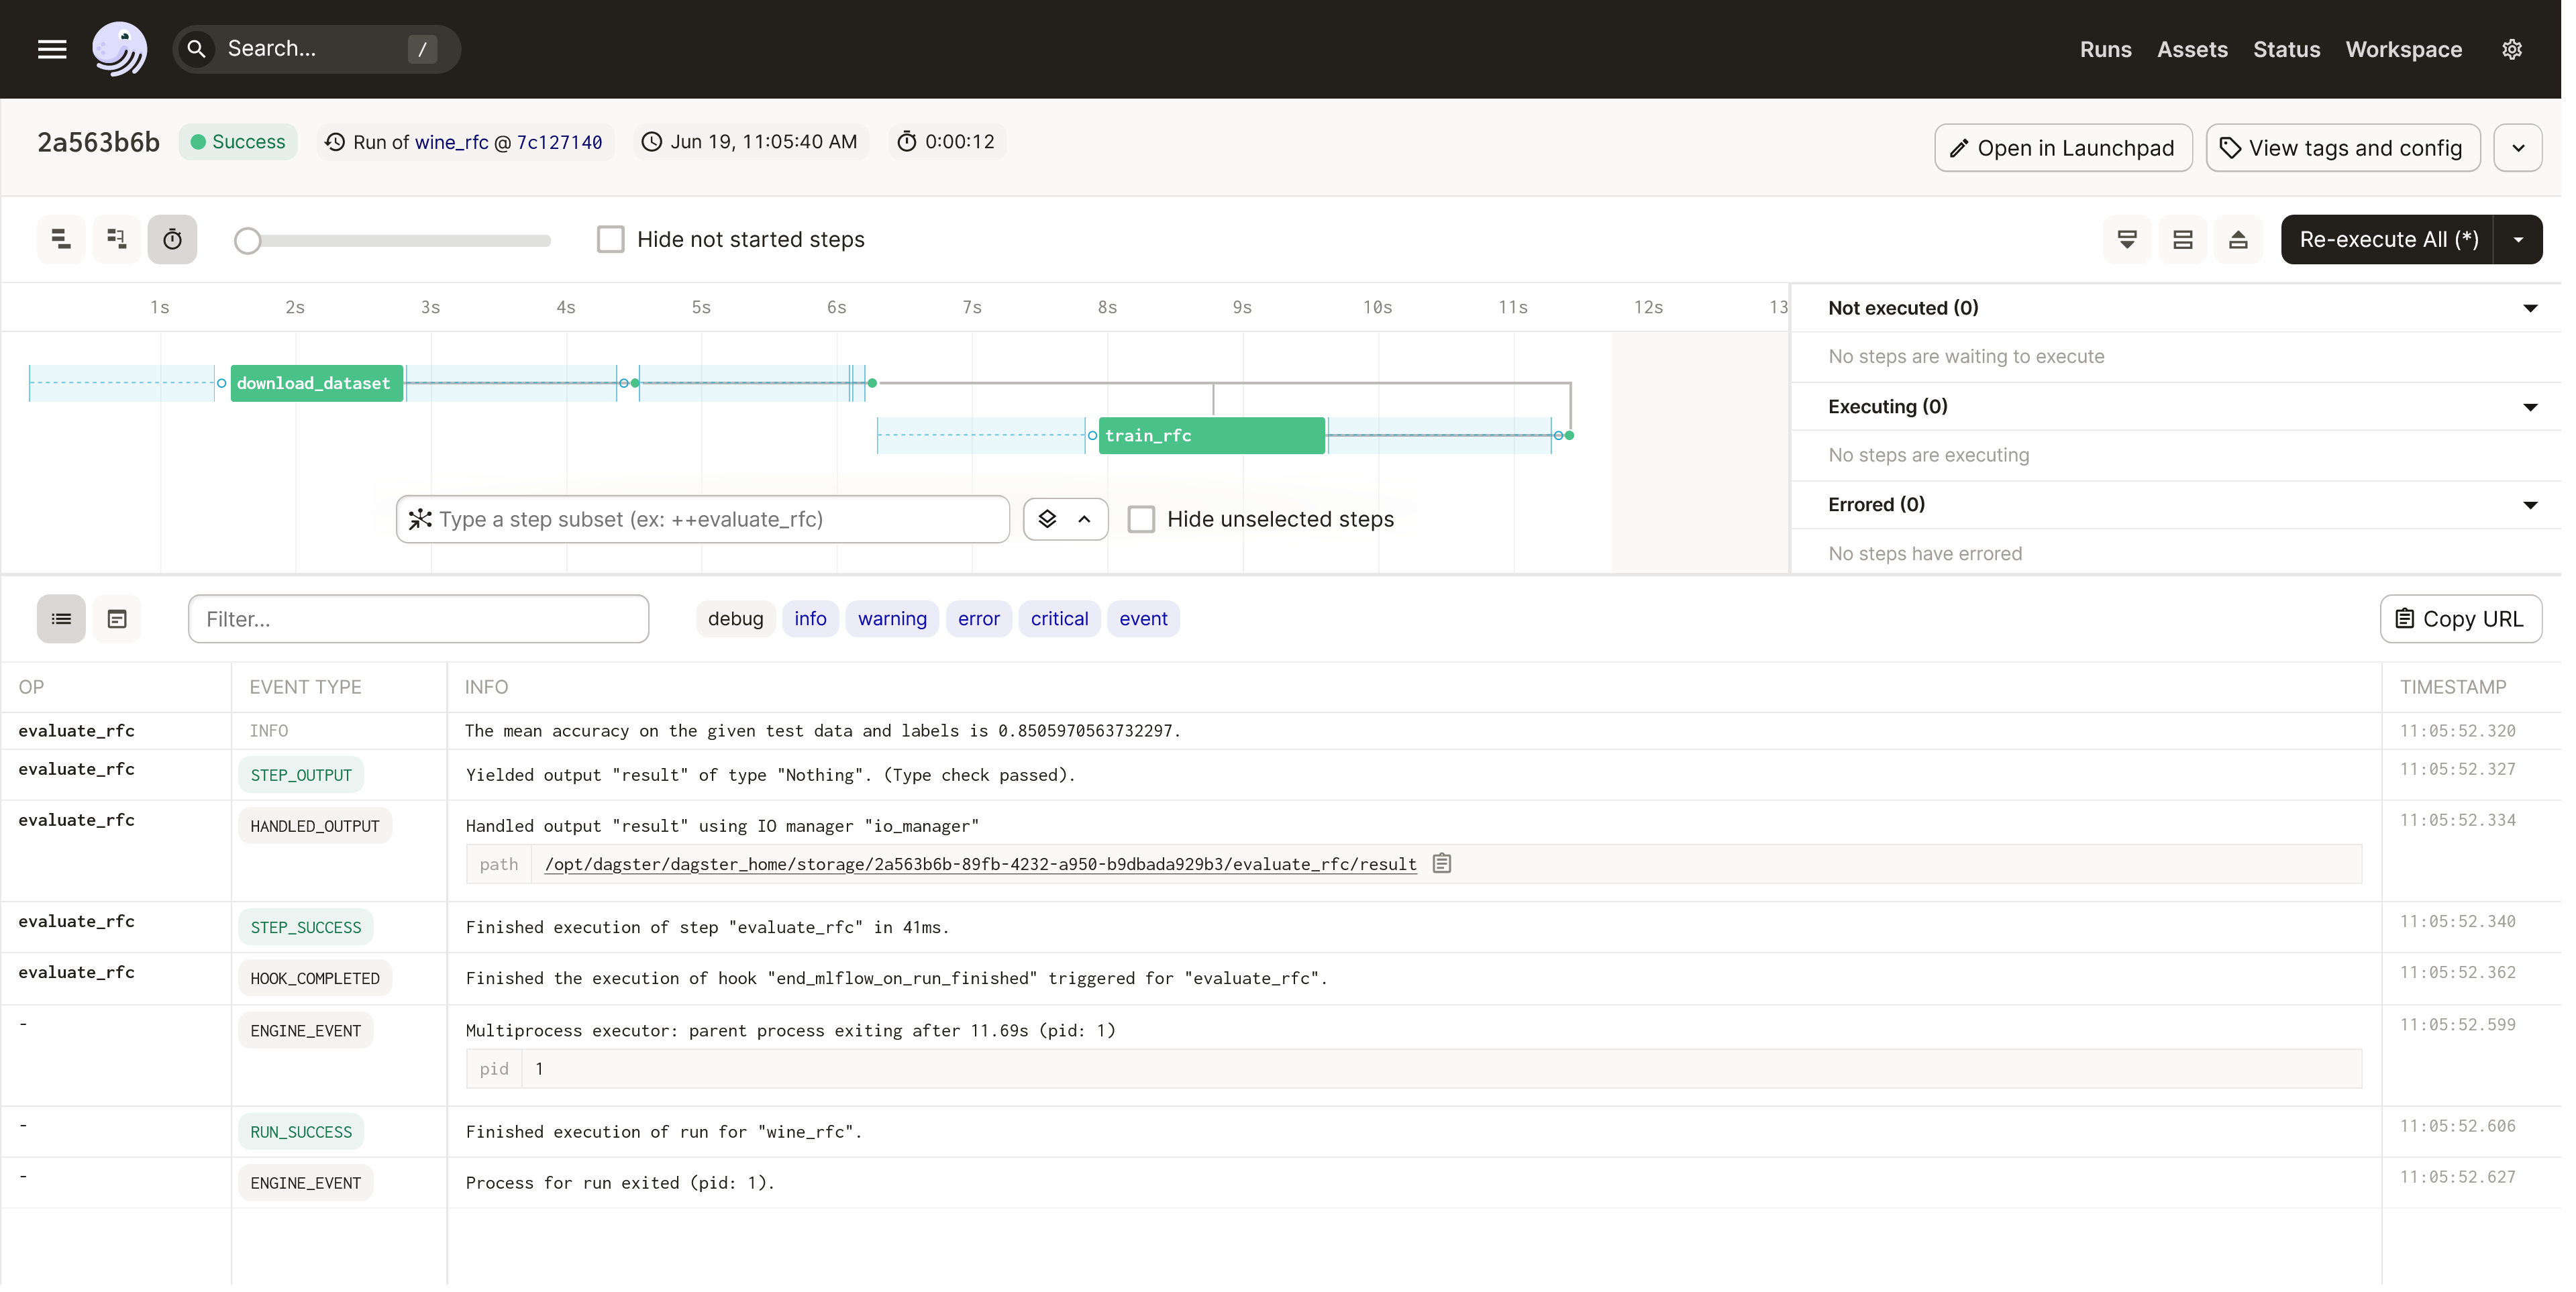 Search... /
Runs Assets Status Workspace
2a563b6b Success Run of wine_rfc @ 7c127140 Jun 19, 11:05:40 AM 0:00:12
Open in Launchpad View tags and config
Hide not started steps
Re-execute All (*)
1s 2s 3s 4s 5s 6s 7s 8s 9s 10s 11s 12s 13
download_dataset
train_rfc
Type a step subset (ex: ++evaluate_rfc) Hide unselected steps
Not executed (0)
No steps are waiting to execute
Executing (0)
No steps are executing
Errored (0)
No steps have errored
Filter... debug info warning error critical event Copy URL
OP EVENT TYPE INFO TIMESTAMP
evaluate_rfc INFO The mean accuracy on the given test data and labels is 0.8505970563732297. 11:05:52.320
evaluate_rfc STEP_OUTPUT Yielded output "result" of type "Nothing". (Type check passed). 11:05:52.327
evaluate_rfc HANDLED_OUTPUT Handled output "result" using IO manager "io_manager" 11:05:52.334
path /opt/dagster/dagster_home/storage/2a563b6b-89fb-4232-a950-b9dbada929b3/evaluate_rfc/result
evaluate_rfc STEP_SUCCESS Finished execution of step "evaluate_rfc" in 41ms. 11:05:52.340
evaluate_rfc HOOK_COMPLETED Finished the execution of hook "end_mlflow_on_run_finished" triggered for "evaluate_rfc". 11:05:52.362
- ENGINE_EVENT Multiprocess executor: parent process exiting after 11.69s (pid: 1) 11:05:52.599
pid 1
- RUN_SUCCESS Finished execution of run for "wine_rfc". 11:05:52.606
- ENGINE_EVENT Process for run exited (pid: 1). 11:05:52.627